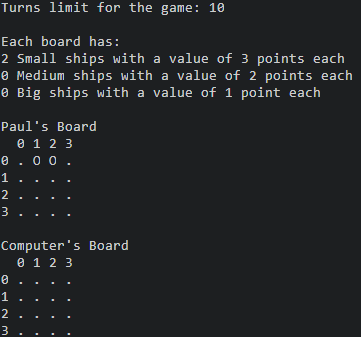 Turns limit for the game: 10
Each board has:
2 Small ships with a value of 3 points each
0 Medium ships with a value of 2 points each
0 Big ships with a value of 1 point each
Paul's Board
  0 1 2 3
0 . O O .
1 . . . .
2 . . . .
3 . . . .
Computer's Board
  0 1 2 3
0 . . . .
1 . . . .
2 . . . .
3 . . . .